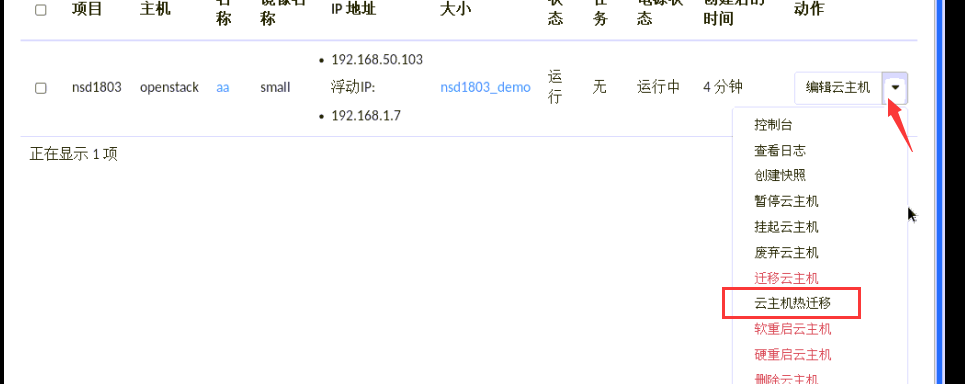 项目 主机 名称 镜像名称 IP 地址 大小 状态 任务 电源状态 创建后的时间 动作
nsd1803 openstack aa small
192.168.50.103
浮动IP:
192.168.1.7
nsd1803_demo 运行 无 运行中 4 分钟 编辑云主机
正在显示 1 项
控制台
查看日志
创建快照
暂停云主机
挂起云主机
废弃云主机
迁移云主机
云主机热迁移
软重启云主机
硬重启云主机
删除云主机